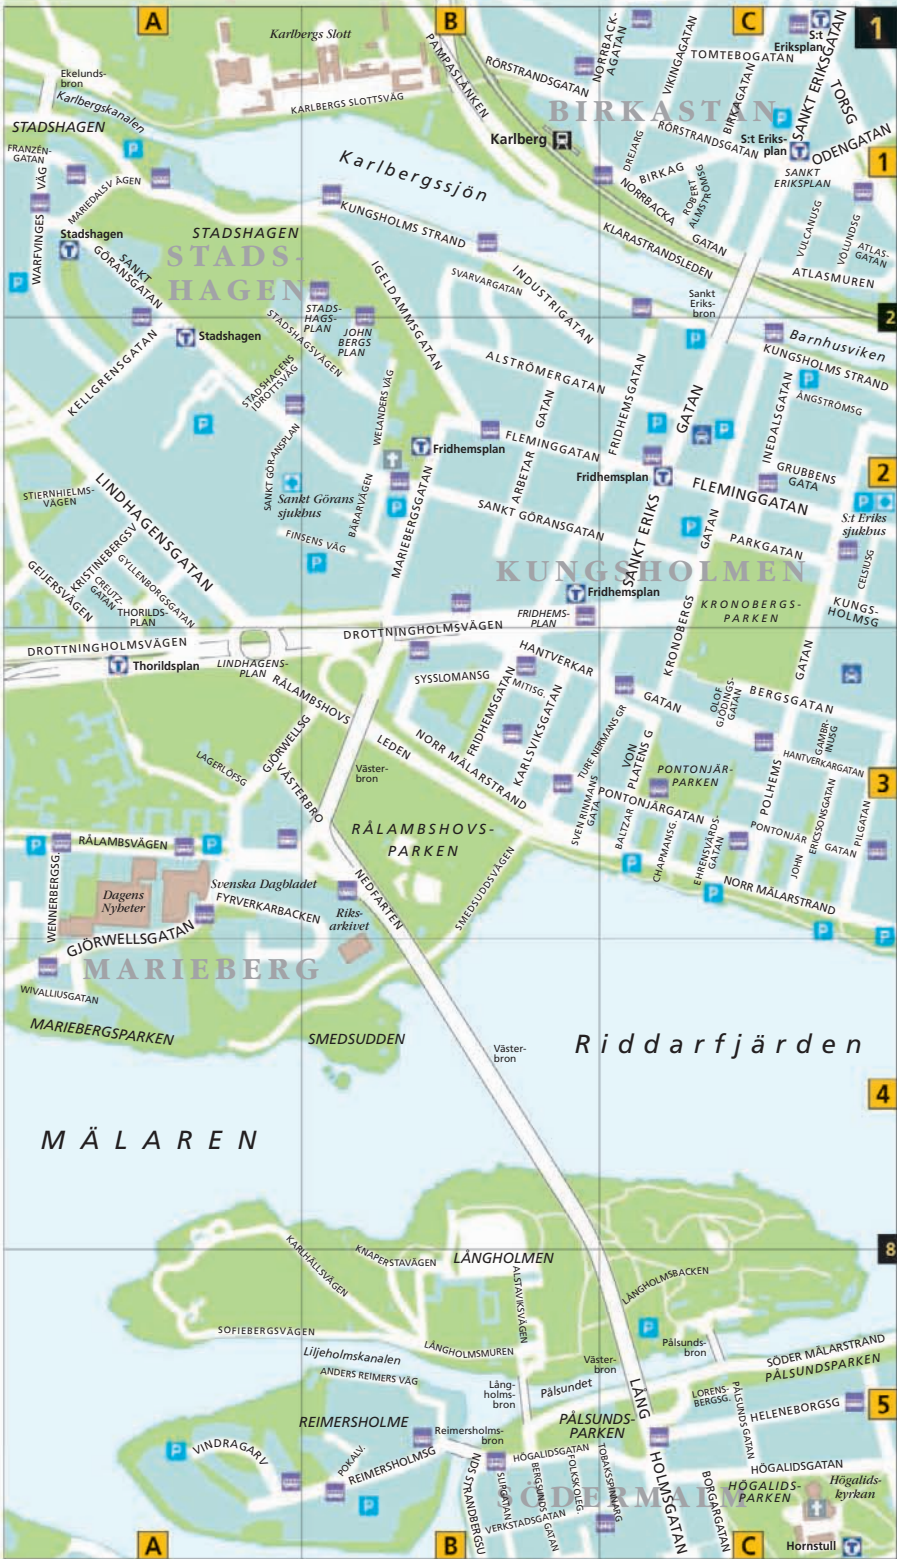 A
B
C
1
Karlbergs Slott
S:t
Eriksplan
NORRBACK-
AGATAN
VIKINGAGATAN
TOMTEBOGATAN
SANKT ERIKSGATAN
TORSG
PAMPASLÄNKEN
RÖRSTRANDSGATAN
Ekelunds-
bron
Karlbergskanalen
KARLBERGS SLOTTSVÄG
BIRKASTAN
BIRKAGATAN
STADSHAGEN
Karlberg
RÖRSTRANDSGATAN
S:t Eriks-
plan
ODENGATAN
1
FRANZÉN-
GATAN
Karlbergssjön
DREJARG
BIRKAG
ROBERT
ALMSTRÖMSG
SANKT
ERIKSPLAN
WARFVINGES VÄG
MARIEDALSVÄGEN
NORRBACKA
GATAN
KUNGSHOLMS STRAND
VULCANUSG
VÖLUNDSG
ATLAS-
GATAN
Stadshagen
STADSHAGEN
KLARASTRANDSLEDEN
SANKT
GÖRANSGATAN
STADS-
HAGEN
SVARVARGATAN
INDUSTRIGATAN
IGELDAMMSGATAN
ATLASMUREN
Sankt
Eriks-
bron
2
STADS-
HAGS-
PLAN
STADSHAGSVÄGEN
JOHN
BERGS
PLAN
Stadshagen
Barnhusviken
KUNGSHOLMS STRAND
KELLGRENSGATAN
STADSHAGENS
IDROTTSVÄG
ALSTRÖMERGATAN
FRIDHEMSGATAN
GATAN
INEDALSGATAN
ÅNGSTRÖMSG
WELANDERS VÄG
ARBETAR
GATAN
FLEMINGGATAN
Fridhemsplan
Fridhemsplan
GRUBBENS
GATA
2
SANKT GÖRANSPLAN
LINDHAGENSGATAN
STIERNHIELMS-
VÄGEN
Sankt Görans
sjukhus
BÄRARVÄGEN
FINSENS VÄG
MARIEBERGSGATAN
SANKT GÖRANSGATAN
SANKT ERIKS
FLEMINGGATAN
S:t Eriks
sjukhus
PARKGATAN
KUNGSHOLMEN
CELSIUSG
KRISTINEBERGSV
GYLLENBORGSGATAN
GEIJERSVÄGEN
CREUTZ-
GATAN
THORILDS-
PLAN
Fridhemsplan
FRIDHEMS-
PLAN
KRONOBERGS
GATAN
KRONOBERGS-
PARKEN
KUNGS-
HOLMSG
DROTTNINGHOLMSVÄGEN
DROTTNINGHOLMSVÄGEN
Thorildsplan
LINDHAGENS-
PLAN
HANTVERKAR
GATAN
SYSSLOMANSG
MITISG.
RÅLAMBSHOVS
LEDEN
NORR MÄLARSTRAND
FRIDHEMSGATAN
KARLSVIKSGATAN
OLOF
GJÖDINGS-
GATAN
BERGSGATAN
POLHEMS
GATAN
GAMBR-
INUSG
HANTVERKARGATAN
LAGERLÖFSG
GJÖRWELLSG
Väster-
bron
VÄSTERBRO
TURE NERMANS GR
VON
PLATENS G
BALTZAR
PONTONJÄR-
PARKEN
3
PONTONJÄRGATAN
SVEN RINMANS
GATA
CHAPMANSG.
EHRENSVÄRDS-
GATAN
PONTONJÄR
GATAN
JOHN
ERICSSONSGATAN
PILGATAN
RÅLAMBSVÄGEN
RÅLAMBSHOVS-
PARKEN
WENNERBERGSG.
Dagens
Nyheter
Svenska Dagbladet
FYRVERKARBACKEN
Riks-
arkivet
NEDFARTEN
SMEDSUDDSVÄGEN
NORR MÄLARSTRAND
GJÖRWELLSGATAN
MARIEBERG
WIVALLIUSGATAN
MARIEBERGSPARKEN
SMEDSUDDEN
Väster-
bron
Riddarfjärden
4
MÄLAREN
8
KARLHÄLLSVÄGEN
KNAPERSTAVÄGEN
LÅNGHOLMEN
ALSTAVIKSVÄGEN
LÅNGHOLMSBACKEN
SOFIEBERGSVÄGEN
LÅNGHOLMSMUREN
Liljeholmskanalen
Väster-
bron
Pålsunds-
bron
SÖDER MÄLARSTRAND
PÅLSUNDSPARKEN
ANDERS REIMERS VÄG
Lång-
holms-
bron
Pålsundet
LÅNG
HOLMSGATAN
LORENS-
BERGSG.
PÅLSUNDSGATAN
HELENEBORGSG
5
REIMERSHOLME
Reimersholms-
bron
PÅLSUNDS-
PARKEN
VINDRAGARV
POKALV.
REIMERSHOLMSG
HÖGALIDSGATAN
HÖGALIDSGATAN
BERGSUNDS
GATAN
FOLKSKOLEG.
TOBAKSSPINNARG
SÖDERMALM
VERKSTADSGATAN
BORGARGATAN
HÖGALIDS-
PARKEN
Högalids-
kyrkan
Hornstull
A
B
C